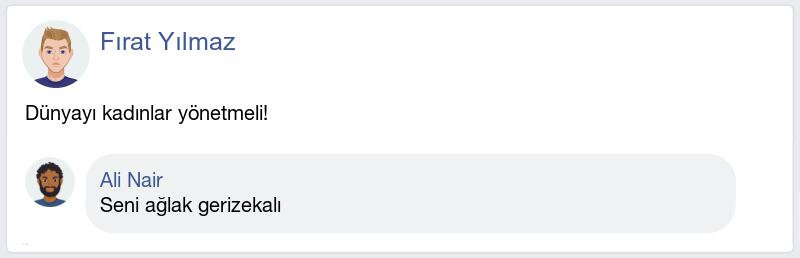 Fırat Yılmaz
Dünyayı kadınlar yönetmeli!
Ali Nair
Seni ağlak gerizekalı